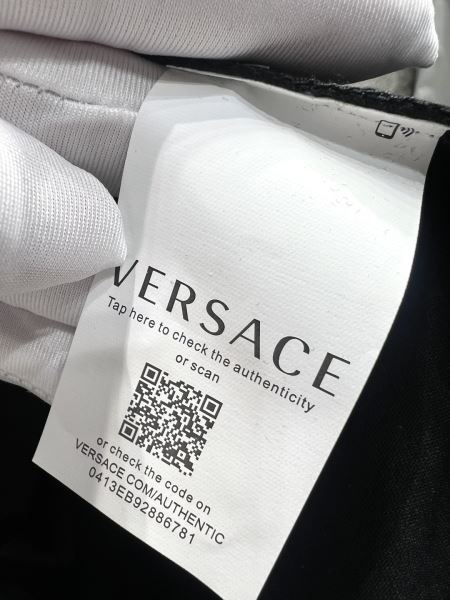 VERSACE
Tap here to check the authenticity
or scan
or check the code on
VERSACE.COM/AUTHENTIC
0413EB92886781